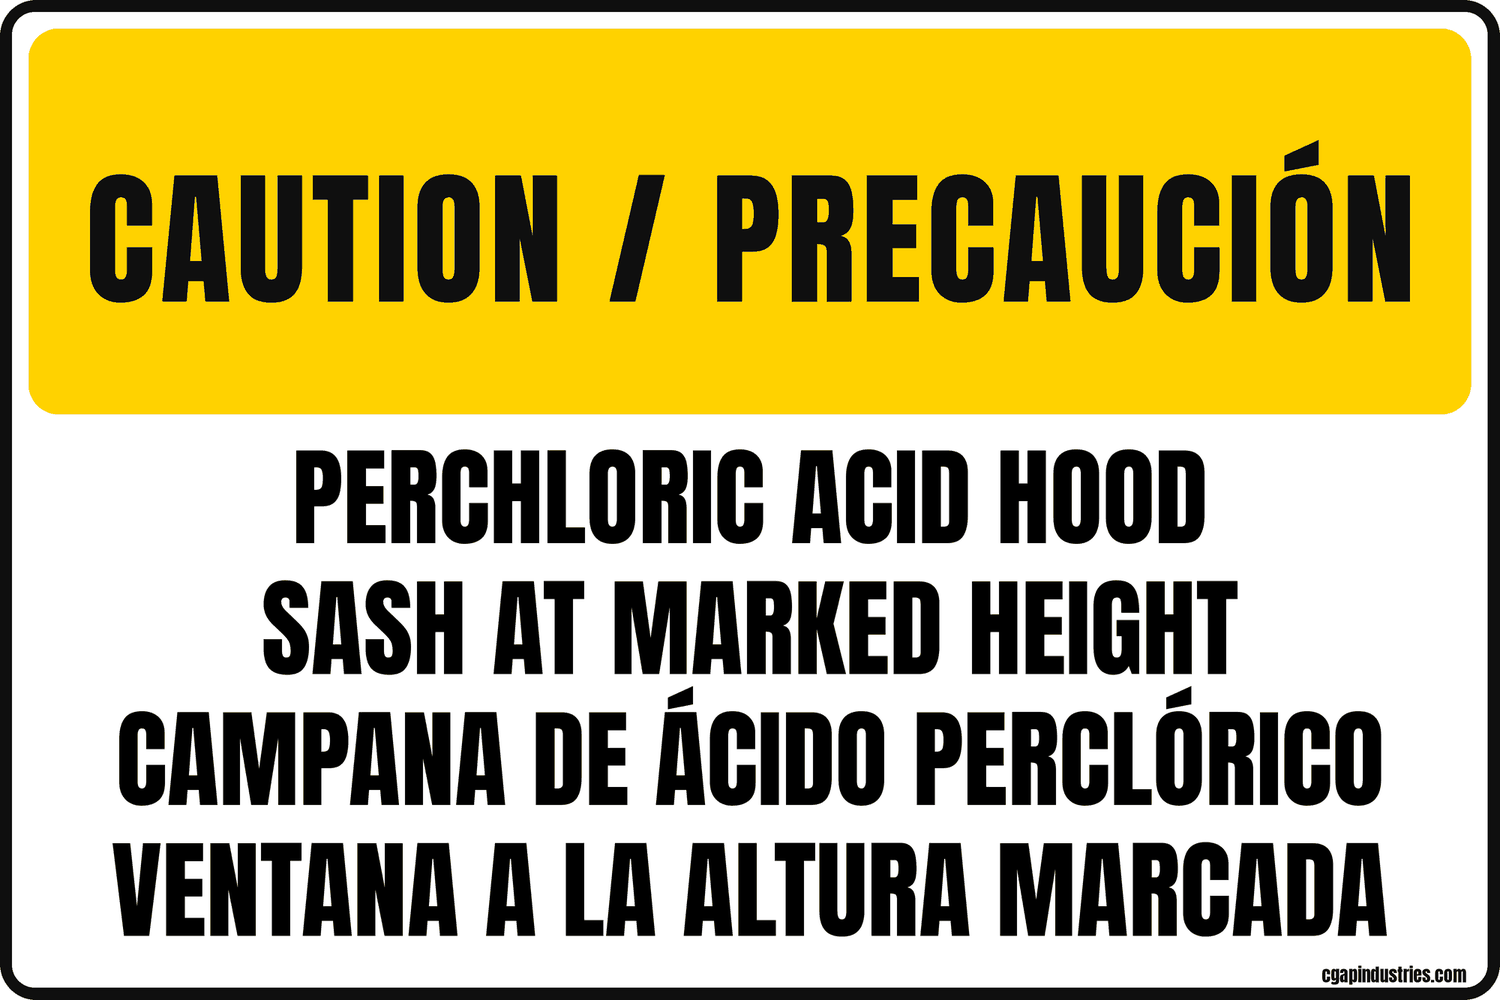 CAUTION / PRECAUCIÓN
PERCHLORIC ACID HOOD
SASH AT MARKED HEIGHT
CAMPANA DE ÁCIDO PERCLÓRICO
VENTANA A LA ALTURA MARCADA
cgapindustries.com